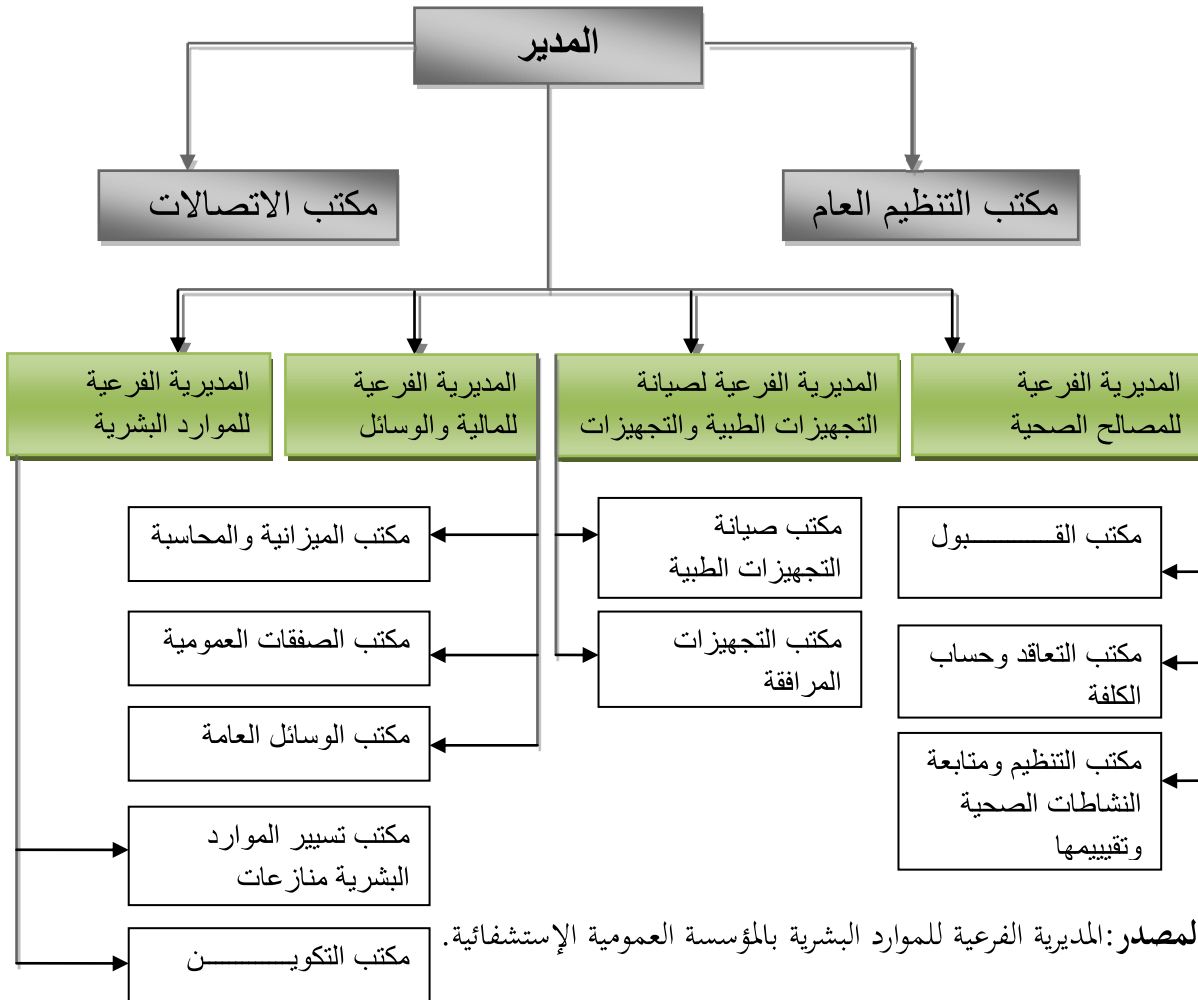 المدير
مكتب التنظيم العام
مكتب الاتصالات
المديرية الفرعية
للمصالح الصحية
المديرية الفرعية لصيانة
التجهيزات الطبية والتجهيزات
المديرية الفرعية
للمالية والوسائل
المديرية الفرعية
للموارد البشرية
مكتب القـــــــــبول
مكتب التعاقد وحساب
الكلفة
مكتب التنظيم ومتابعة
النشاطات الصحية
وتقيييمها
مكتب صيانة
التجهيزات الطبية
مكتب التجهيزات
المرافقة
مكتب الميزانية والمحاسبة
مكتب الصفقات العمومية
مكتب الوسائل العامة
مكتب تسيير الموارد
البشرية منازعات
مكتب التكويـــــــــن
لمصدر:المديرية الفرعية للموارد البشرية بالمؤسسة العمومية الإستشفائية.